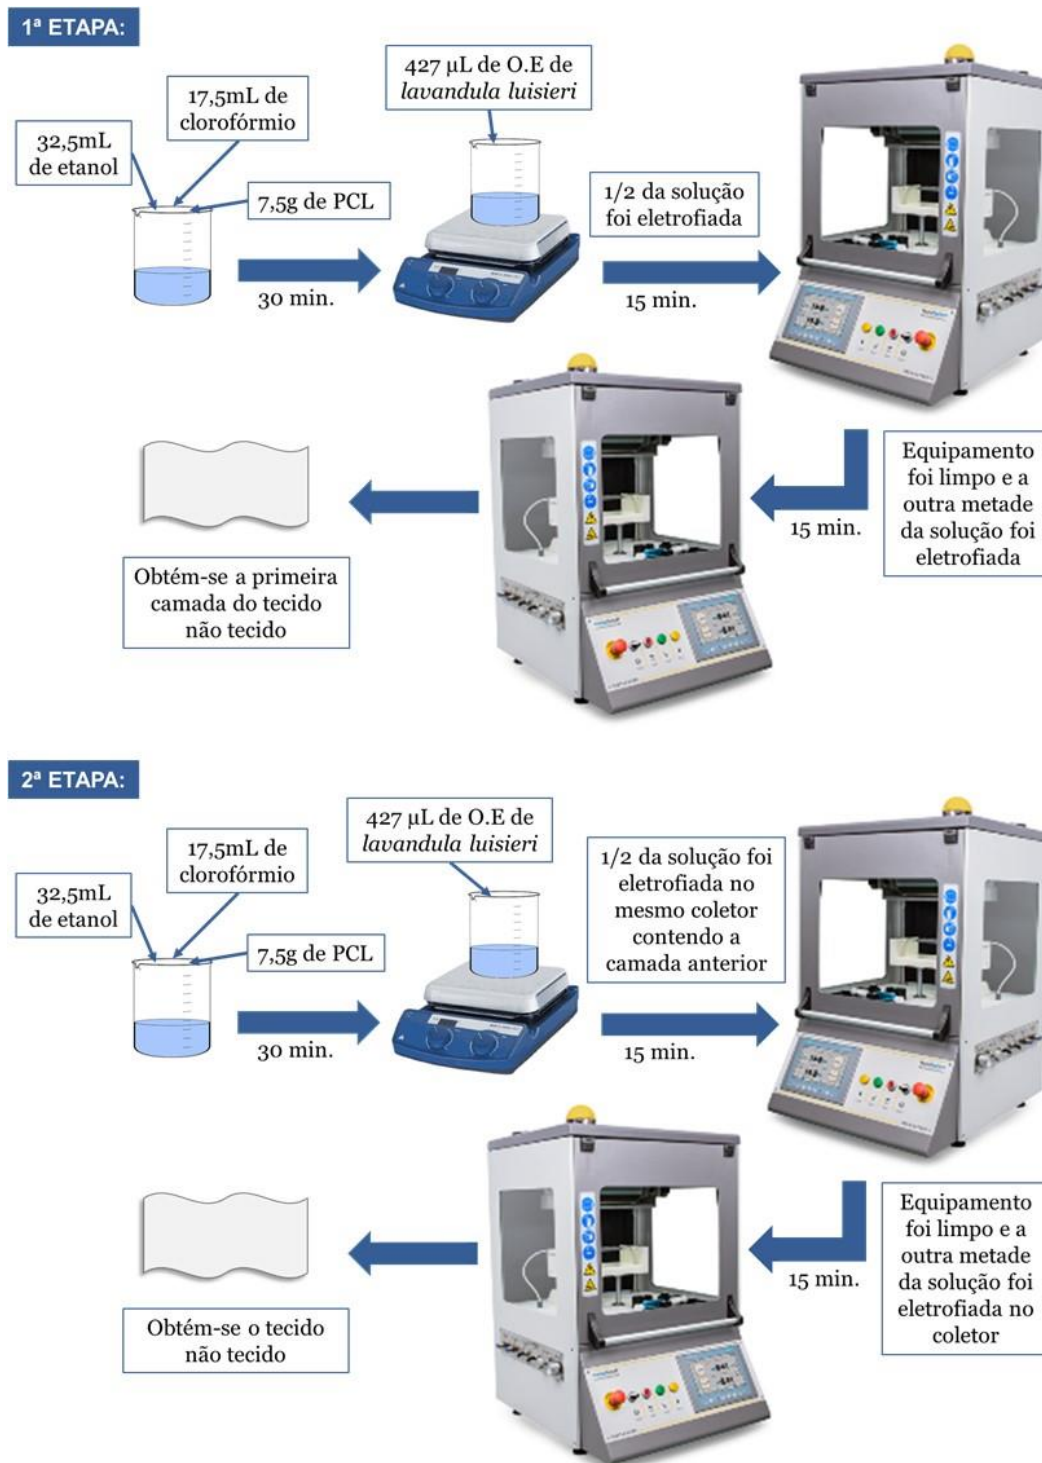 1ª ETAPA:
427 µL de O.E de
lavandula luisieri
17,5mL de
clorofórmio
32,5mL
de etanol
7,5g de PCL
1/2 da solução
foi eletrofiada
30 min.
15 min.
Equipamento
foi limpo e a
outra metade
da solução foi
eletrofiada
15 min.
Obtém-se a primeira
camada do tecido
não tecido
2ª ETAPA:
427 µL de O.E de
lavandula luisieri
17,5mL de
clorofórmio
32,5mL
de etanol
7,5g de PCL
1/2 da solução foi
eletrofiada no
mesmo coletor
contendo a
camada anterior
30 min.
15 min.
Equipamento
foi limpo e a
outra metade
da solução foi
eletrofiada no
coletor
15 min.
Obtém-se o tecido
não tecido